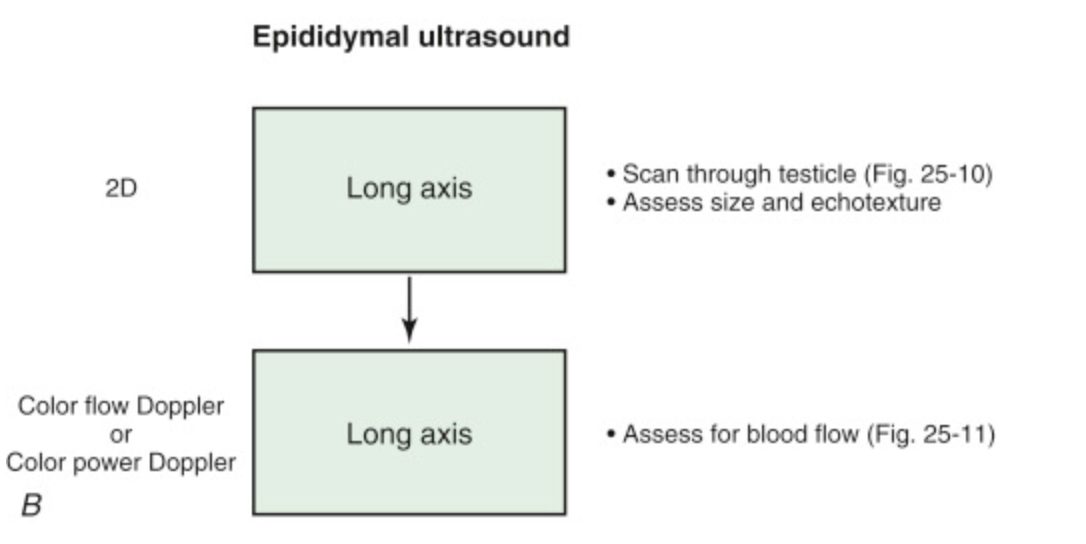 Epididymal ultrasound
2D
Long axis
• Scan through testicle (Fig. 25-10)
• Assess size and echotexture
Color flow Doppler
or
Color power Doppler
Long axis
• Assess for blood flow (Fig. 25-11)
B